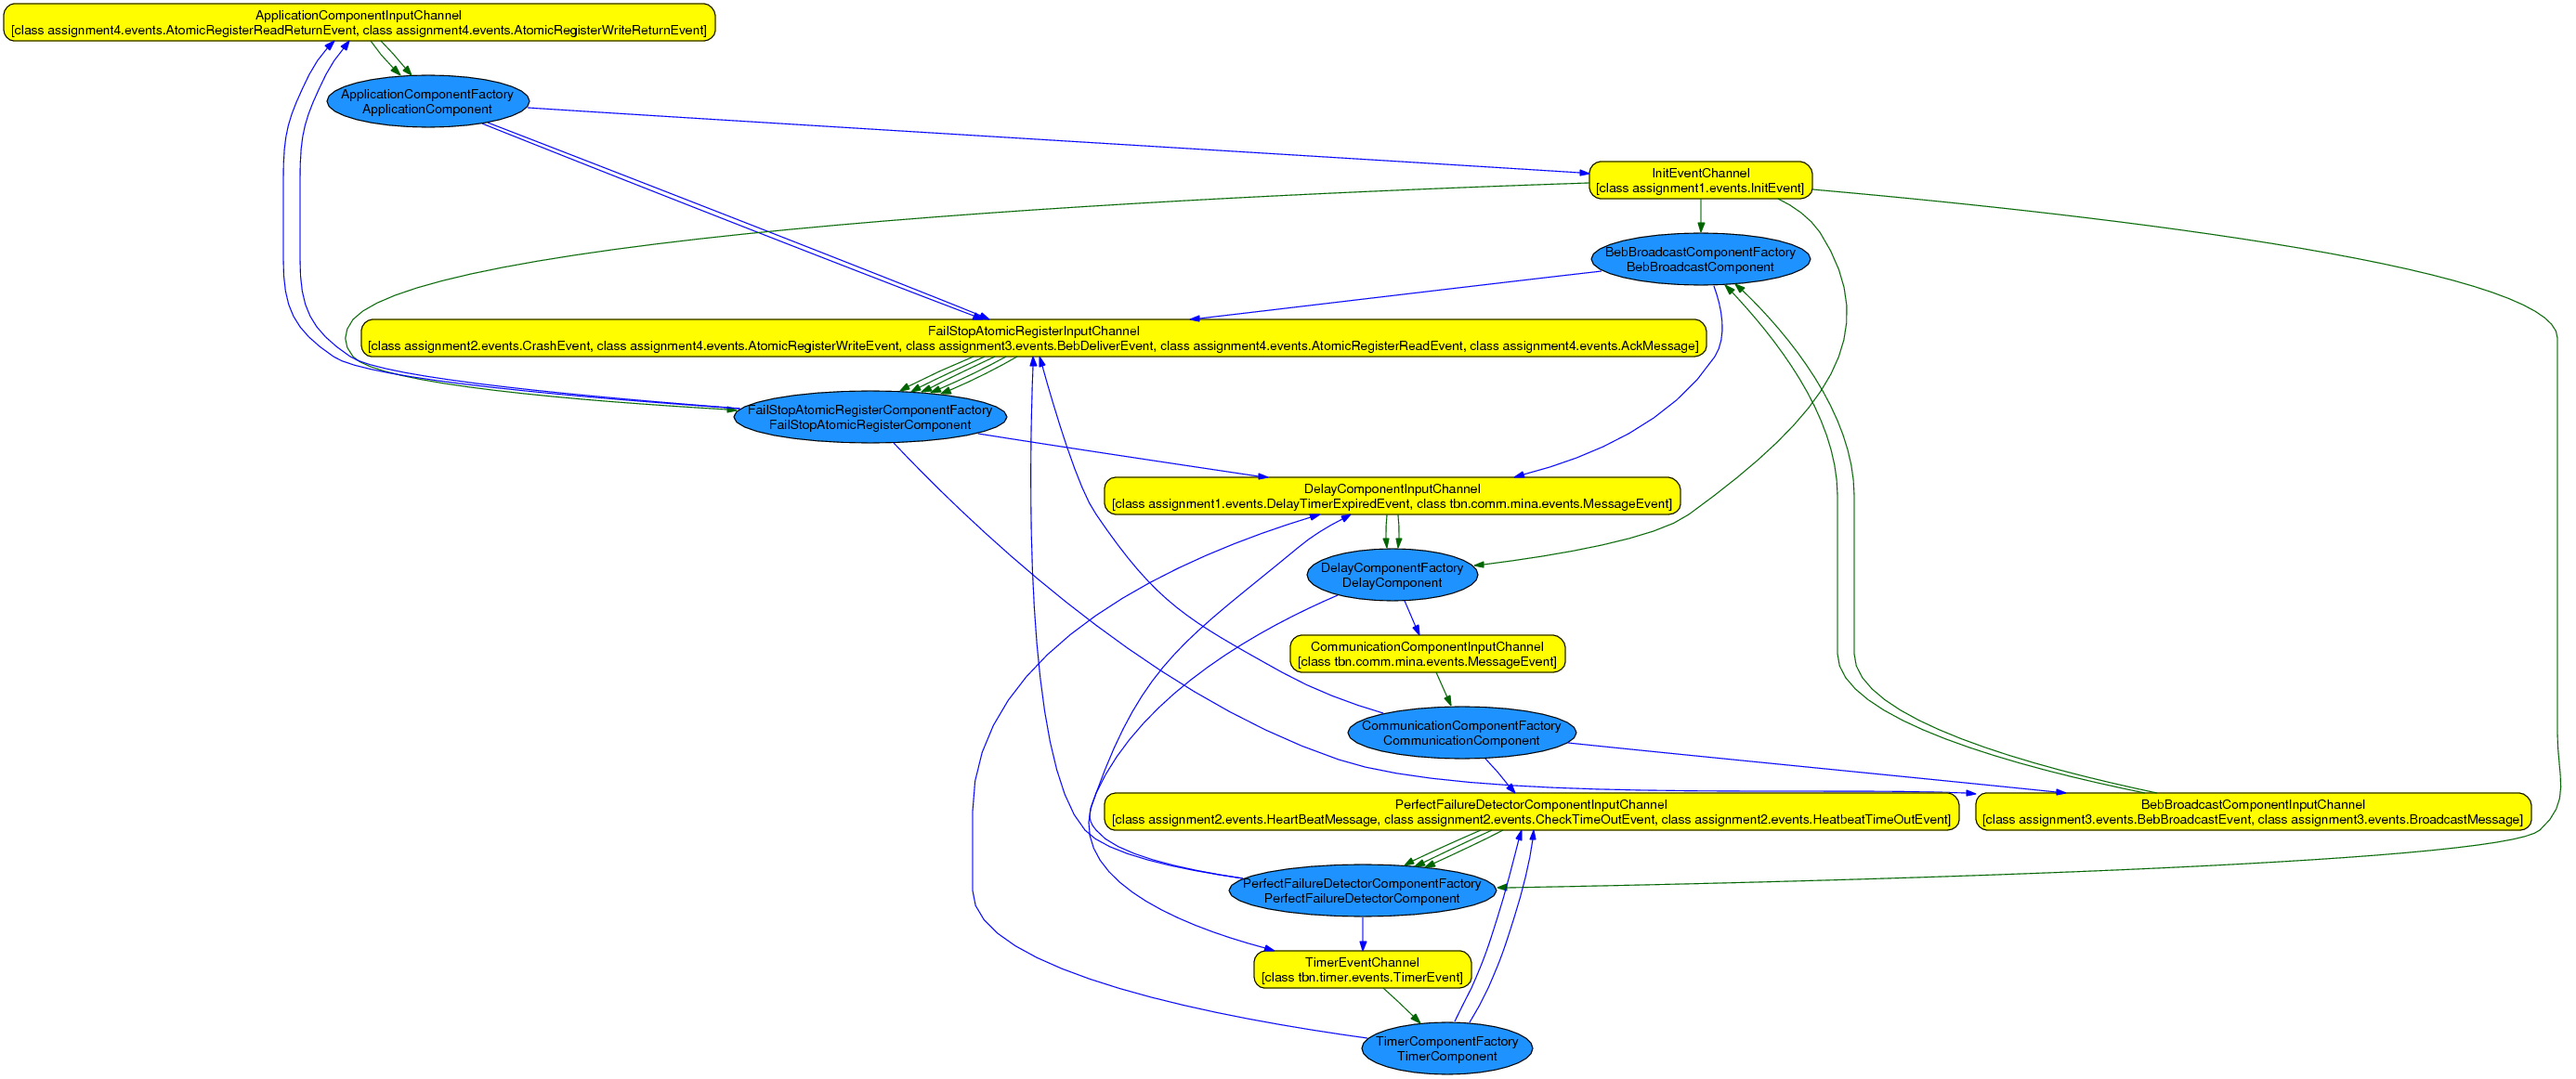 ApplicationComponentInputChannel
[class assignment4.events.AtomicRegisterReadReturnEvent, class assignment4.events.AtomicRegisterWriteReturnEvent]
ApplicationComponentFactory
ApplicationComponent
InitEventChannel
[class assignment1.events.InitEvent]
BebBroadcastComponentFactory
BebBroadcastComponent
FailStopAtomicRegisterInputChannel
[class assignment2.events.CrashEvent, class assignment4.events.AtomicRegisterWriteEvent, class assignment3.events.BebDeliverEvent, class assignment4.events.AtomicRegisterReadEvent, class assignment4.events.AckMessage]
FailStopAtomicRegisterComponentFactory
FailStopAtomicRegisterComponent
DelayComponentInputChannel
[class assignment1.events.DelayTimerExpiredEvent, class tbn.comm.mina.events.MessageEvent]
DelayComponentFactory
DelayComponent
CommunicationComponentInputChannel
[class tbn.comm.mina.events.MessageEvent]
CommunicationComponentFactory
CommunicationComponent
PerfectFailureDetectorComponentInputChannel
[class assignment2.events.HeartBeatMessage, class assignment2.events.CheckTimeOutEvent, class assignment2.events.HeatbeatTimeOutEvent]
BebBroadcastComponentInputChannel
[class assignment3.events.BebBroadcastEvent, class assignment3.events.BroadcastMessage]
PerfectFailureDetectorComponentFactory
PerfectFailureDetectorComponent
TimerEventChannel
[class tbn.timer.events.TimerEvent]
TimerComponentFactory
TimerComponent